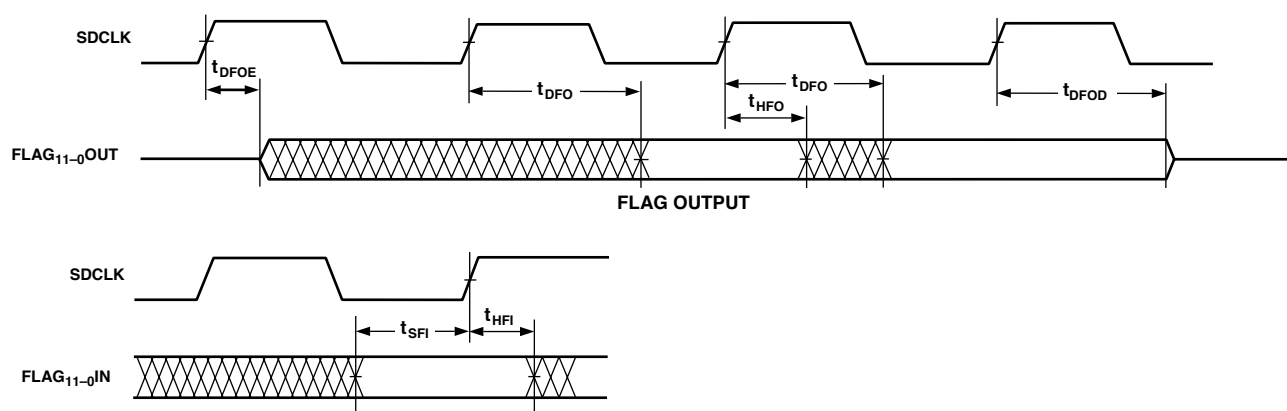 SDCLK
tDFOE
tDFO
tDFO
tHFO
tDFOD
FLAG11–0OUT
FLAG OUTPUT
SDCLK
tSFI
tHFI
FLAG11–0IN